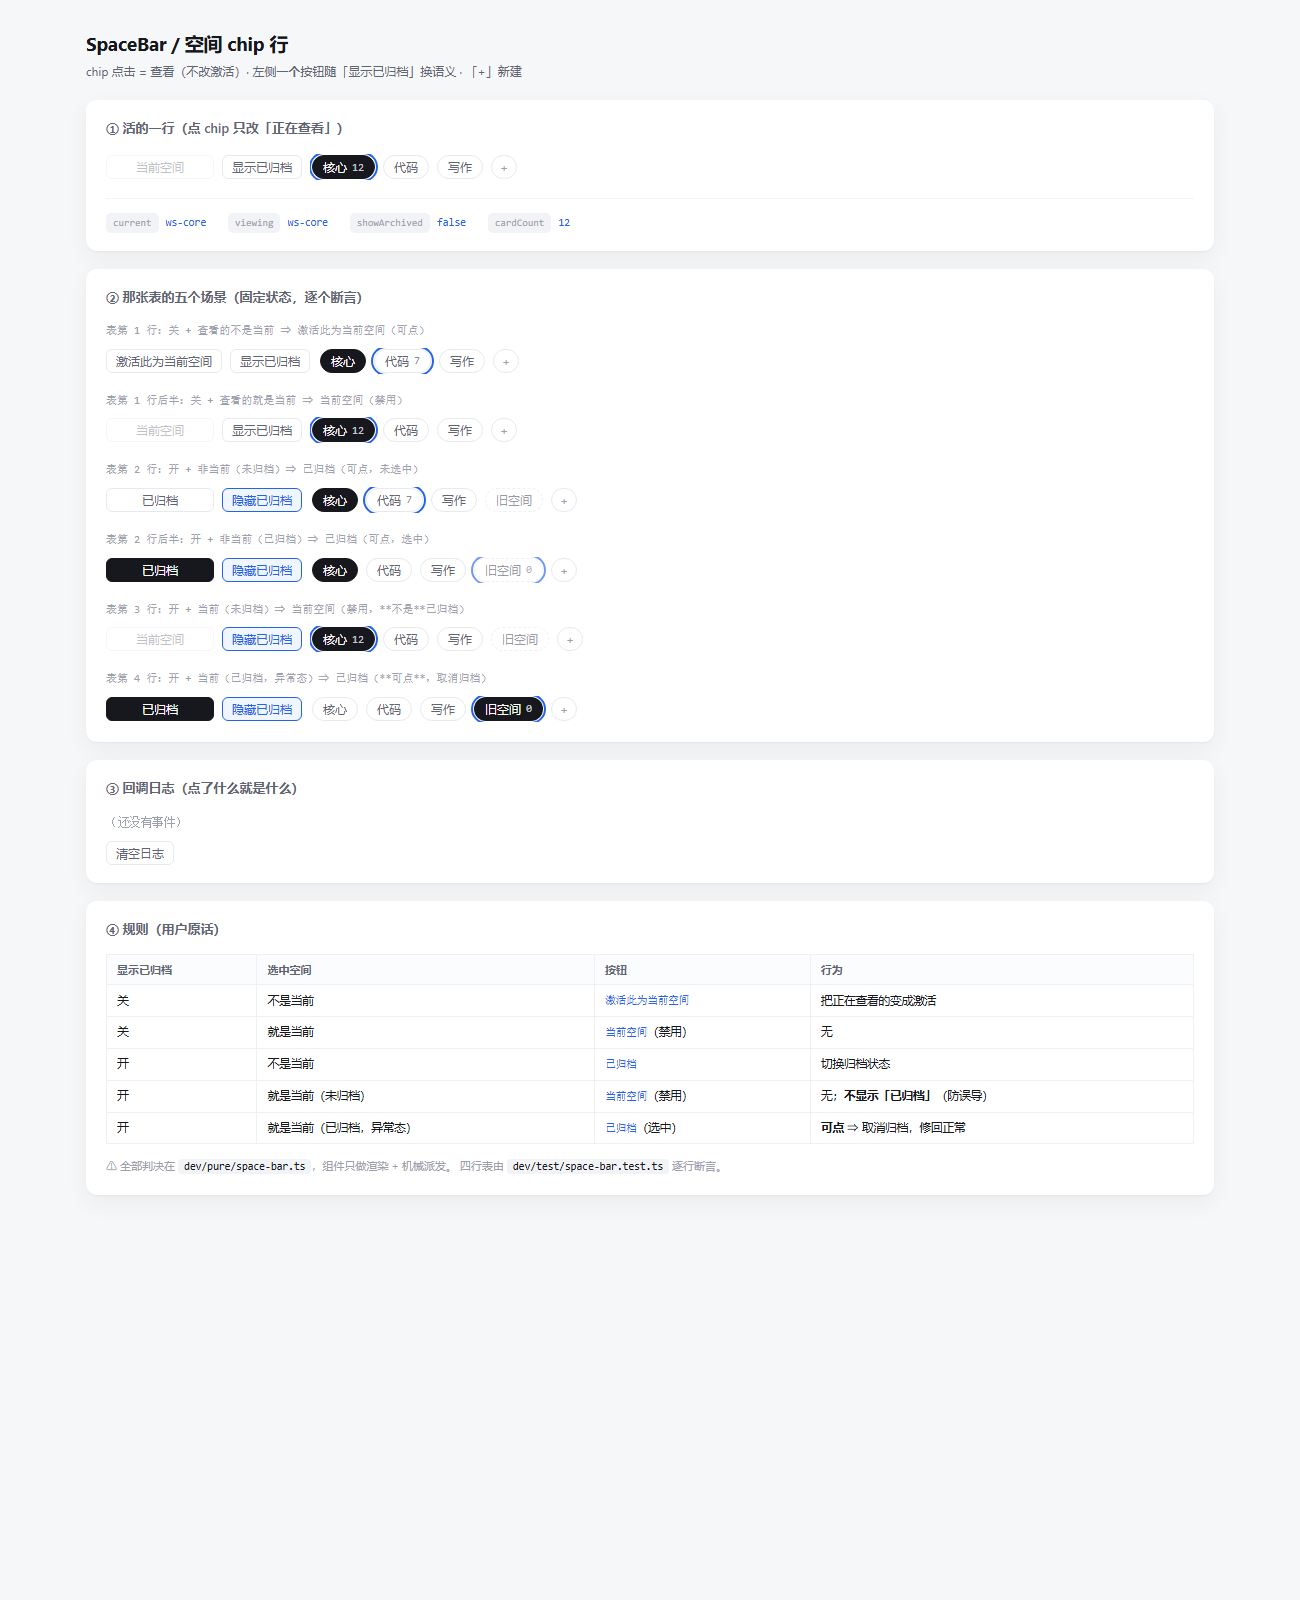 SpaceBar / 空间 chip 行
chip 点击 = 查看（不改激活）· 左侧一个按钮随「显示已归档」换语义 · 「+」新建
① 活的一行（点 chip 只改「正在查看」）
当前空间 显示已归档 核心 12 代码 写作 +
current ws-core viewing ws-core showArchived false cardCount 12
② 那张表的五个场景（固定状态，逐个断言）
表第 1 行：关 + 查看的不是当前 ⇒ 激活此为当前空间（可点）
激活此为当前空间 显示已归档 核心 代码 7 写作 +
表第 1 行后半：关 + 查看的就是当前 ⇒ 当前空间（禁用）
当前空间 显示已归档 核心 12 代码 写作 +
表第 2 行：开 + 非当前（未归档）⇒ 已归档（可点，未选中）
已归档 隐藏已归档 核心 代码 7 写作 旧空间 +
表第 2 行后半：开 + 非当前（已归档）⇒ 已归档（可点，选中）
已归档 隐藏已归档 核心 代码 写作 旧空间 0 +
表第 3 行：开 + 当前（未归档）⇒ 当前空间（禁用，**不是**已归档）
当前空间 隐藏已归档 核心 12 代码 写作 旧空间 +
表第 4 行：开 + 当前（已归档，异常态）⇒ 已归档（**可点**，取消归档）
已归档 隐藏已归档 核心 代码 写作 旧空间 0 +
③ 回调日志（点了什么就是什么）
（还没有事件）
清空日志
④ 规则（用户原话）
显示已归档 选中空间 按钮 行为
关 不是当前 激活此为当前空间 把正在查看的变成激活
关 就是当前 当前空间（禁用） 无
开 不是当前 已归档 切换归档状态
开 就是当前（未归档） 当前空间（禁用） 无；不显示「已归档」（防误导）
开 就是当前（已归档，异常态） 已归档（选中） 可点 ⇒ 取消归档，修回正常
⚠ 全部判决在 dev/pure/space-bar.ts，组件只做渲染 + 机械派发。 四行表由 dev/test/space-bar.test.ts 逐行断言。